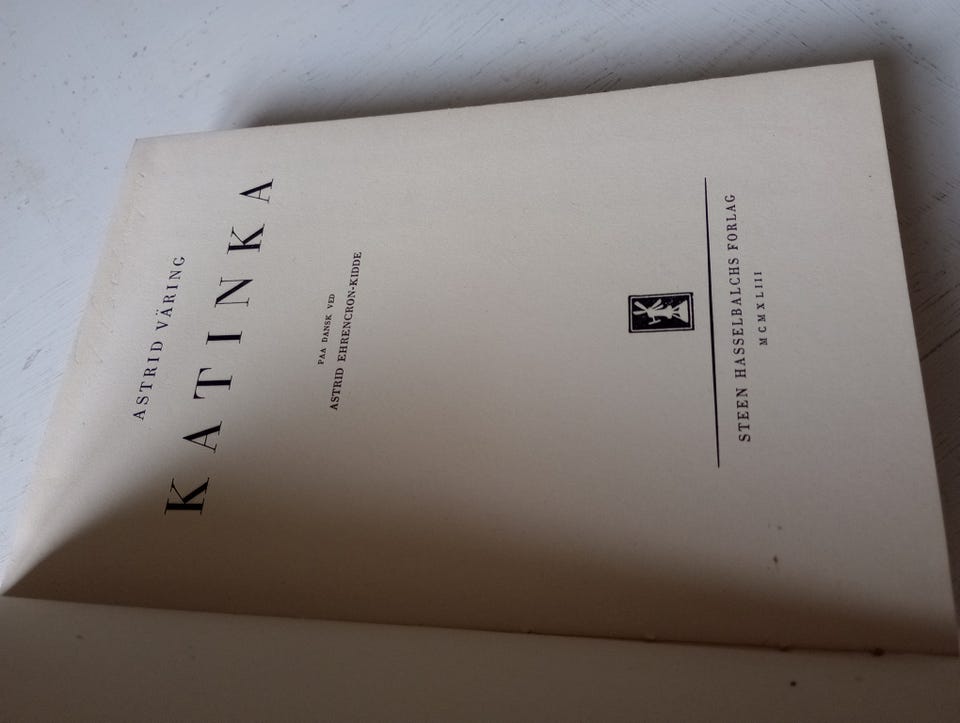 ASTRID VÄRING
KATINKA
PAA DANSK VED
ASTRID EHRENCRON-KIDDE
STEEN HASSELBALCHS FORLAG
MCMXLIII